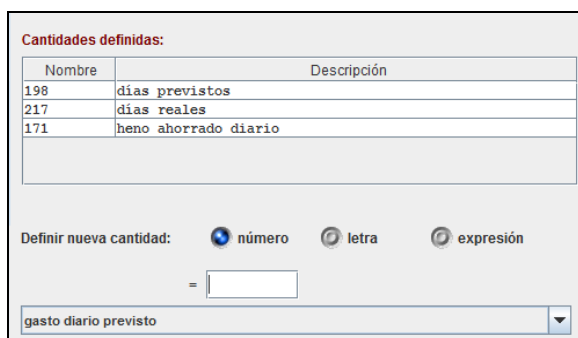 Cantidades definidas:
Nombre Descripción
198 días previstos
217 días reales
171 heno ahorrado diario
Definir nueva cantidad: número letra expresión
=
gasto diario previsto